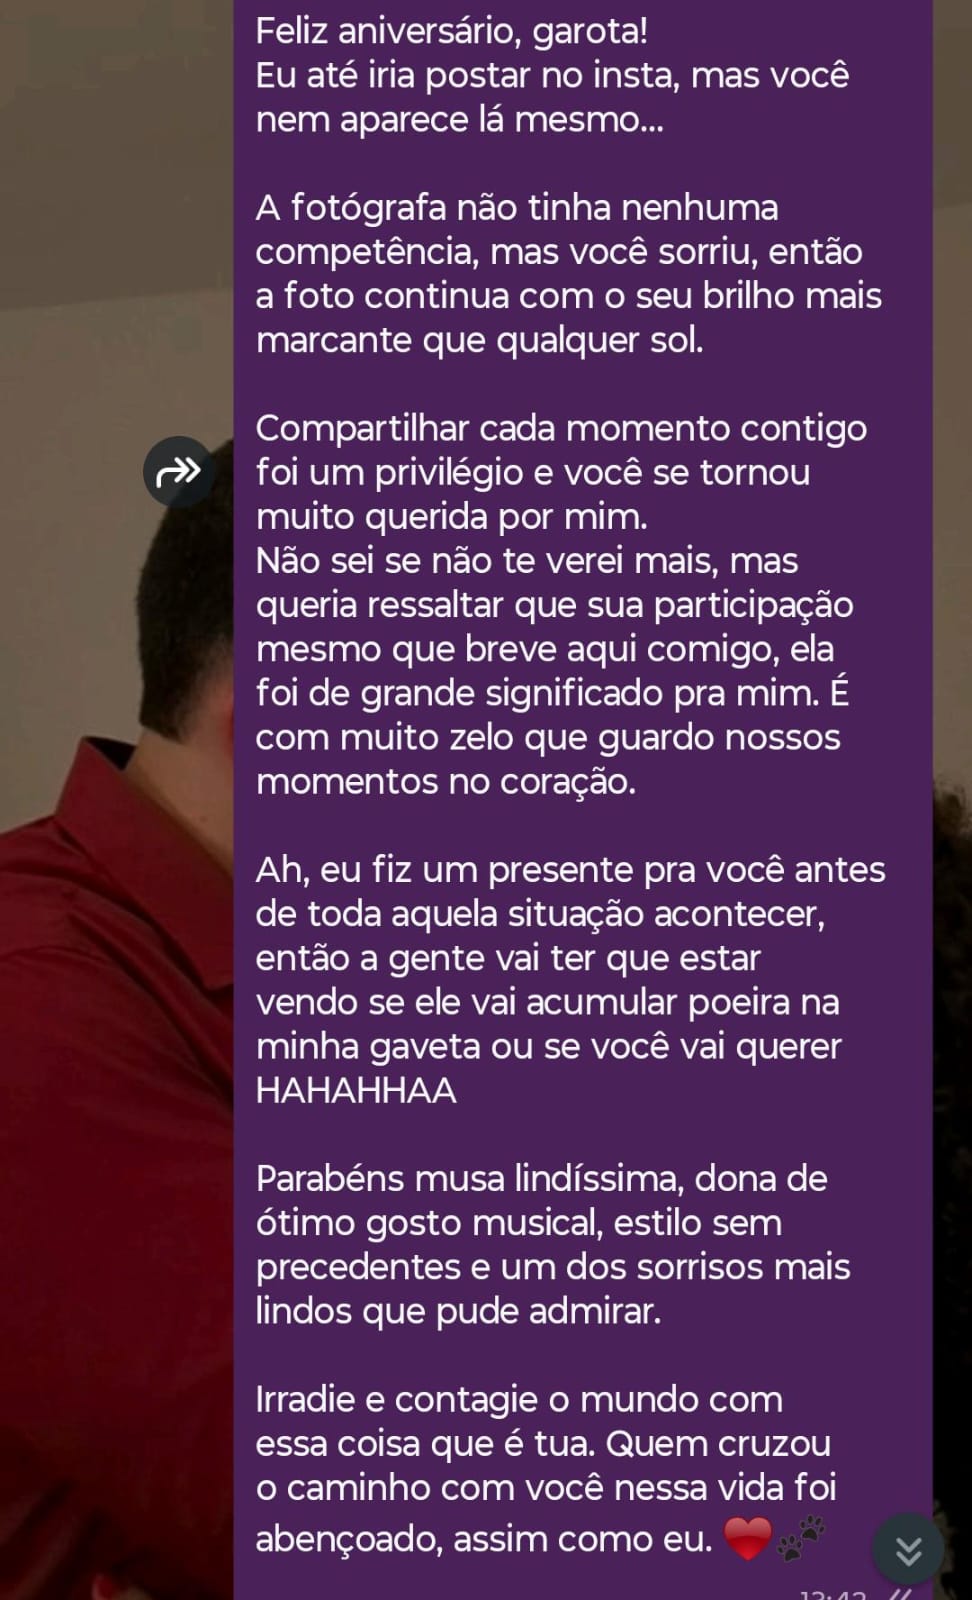 Feliz aniversário, garota!
Eu até iria postar no insta, mas você
nem aparece lá mesmo...
A fotógrafa não tinha nenhuma
competência, mas você sorriu, então
a foto continua com o seu brilho mais
marcante que qualquer sol.
Compartilhar cada momento contigo
foi um privilégio e você se tornou
muito querida por mim.
Não sei se não te verei mais, mas
queria ressaltar que sua participação
mesmo que breve aqui comigo, ela
foi de grande significado pra mim. É
com muito zelo que guardo nossos
momentos no coração.
Ah, eu fiz um presente pra você antes
de toda aquela situação acontecer,
então a gente vai ter que estar
vendo se ele vai acumular poeira na
minha gaveta ou se você vai querer
HAHAHHAA
Parabéns musa lindíssima, dona de
ótimo gosto musical, estilo sem
precedentes e um dos sorrisos mais
lindos que pude admirar.
Irradie e contagie o mundo com
essa coisa que é tua. Quem cruzou
o caminho com você nessa vida foi
abençoado, assim como eu. ❤️🐾